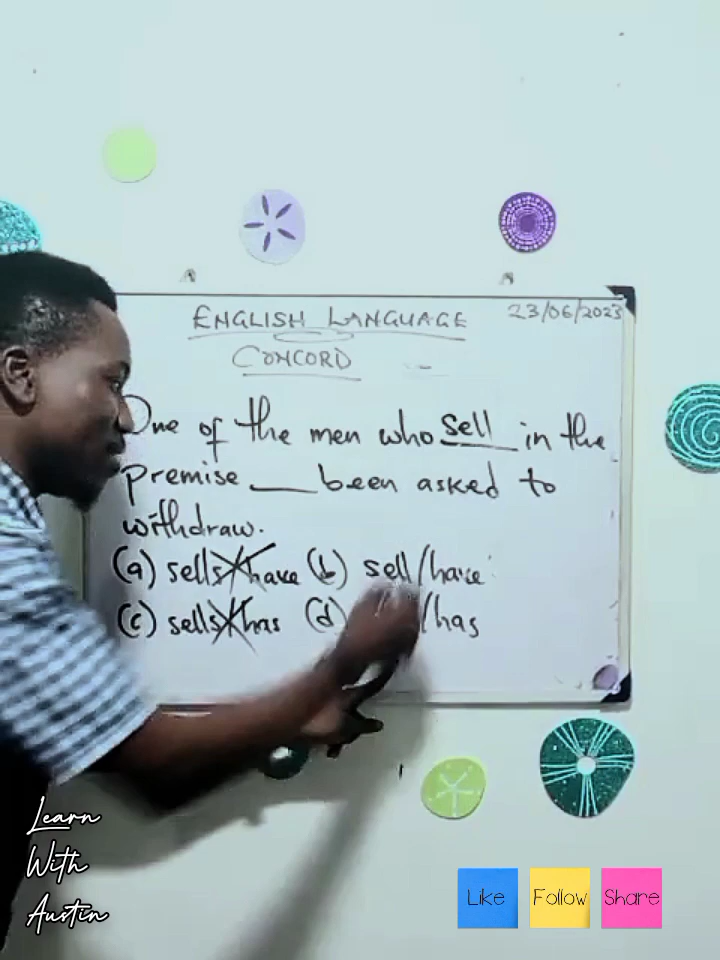 ENGLISH LANGUAGE
23/06/2023
CONCORD
One of the men who sell in the
premise ____ been asked to
withdraw.
(a) sells/have (b) sell/have
(c) sells/has (d) /has
Learn
With
Austin
Like Follow Share